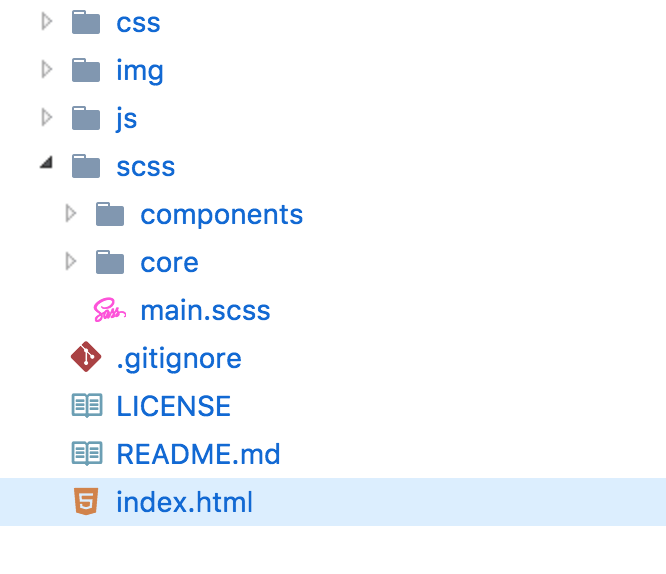 css
img
js
scss
components
core
main.scss
.gitignore
LICENSE
README.md
index.html